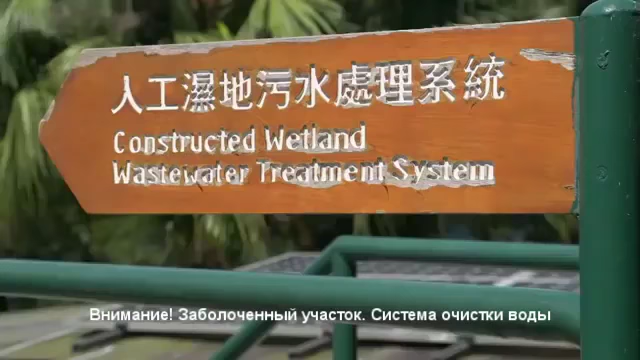 人工濕地污水處理系統
Constructed Wetland
Wastewater Treatment System
Внимание! Заболоченный участок. Система очистки воды